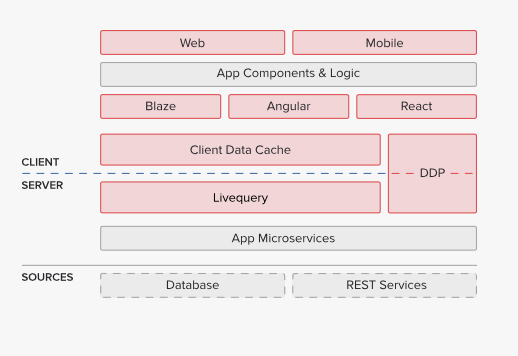 Web
Mobile
App Components & Logic
Blaze
Angular
React
Client Data Cache
CLIENT
DDP
SERVER
Livequery
App Microservices
SOURCES
Database
REST Services